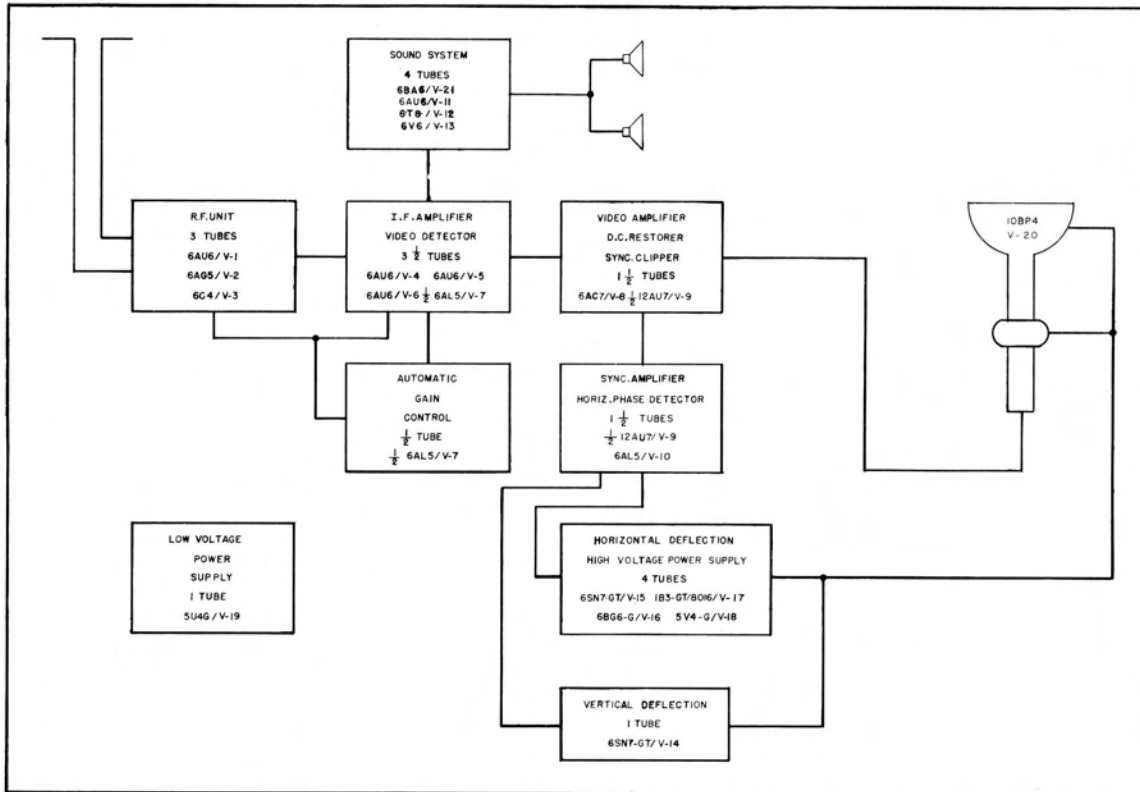 SOUND SYSTEM
4 TUBES
6BA6/V-21
6AU6/V-11
6T8/V-12
6V6/V-13
R.F. UNIT
3 TUBES
6AU6/V-1
6AG5/V-2
6C4/V-3
I.F. AMPLIFIER
VIDEO DETECTOR
3 1/2 TUBES
6AU6/V-4 6AU6/V-5
6AU6/V-6 1/2 6AL5/V-7
VIDEO AMPLIFIER
D.C. RESTORER
SYNC. CLIPPER
1 1/2 TUBES
6AC7/V-8 1/2 12AU7/V-9
10BP4
V-20
AUTOMATIC
GAIN
CONTROL
1/2 TUBE
1/2 6AL5/V-7
SYNC. AMPLIFIER
HORIZ. PHASE DETECTOR
1 1/2 TUBES
1/2 12AU7/V-9
6AL5/V-10
LOW VOLTAGE
POWER
SUPPLY
1 TUBE
5U4G/V-19
HORIZONTAL DEFLECTION
HIGH VOLTAGE POWER SUPPLY
4 TUBES
6SN7-GT/V-15 1B3-GT/8016/V-17
6BG6-G/V-16 5V4-G/V-18
VERTICAL DEFLECTION
1 TUBE
6SN7-GT/V-14